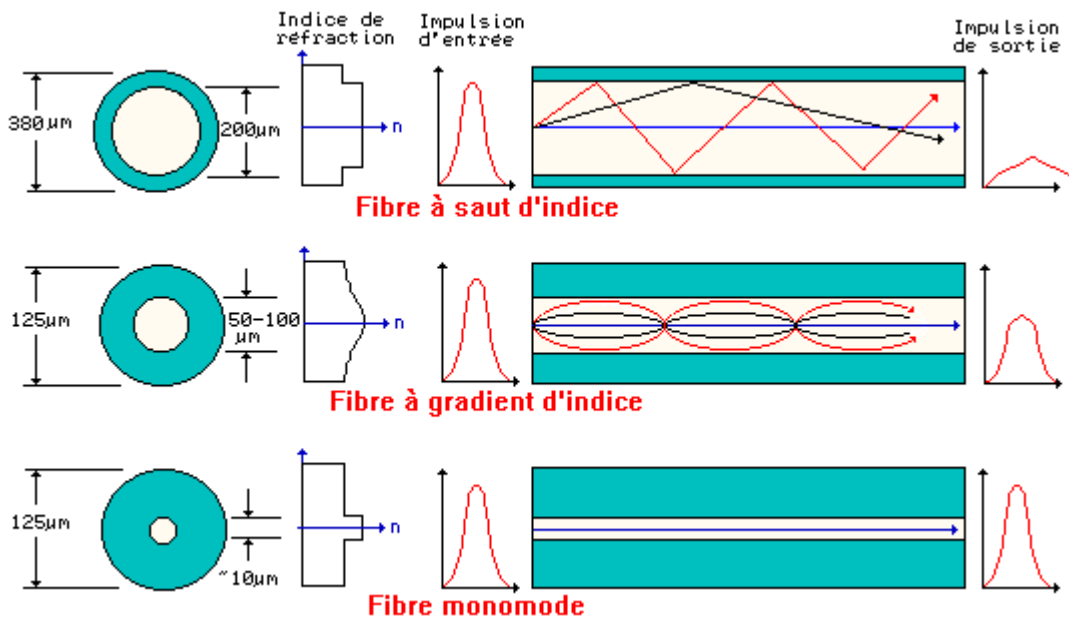 Indice de
réfraction
Impulsion
d'entrée
Impulsion
de sortie
380µm
200µm
n
Fibre à saut d'indice
125µm
50-100
µm
n
Fibre à gradient d'indice
125µm
~10µm
n
Fibre monomode